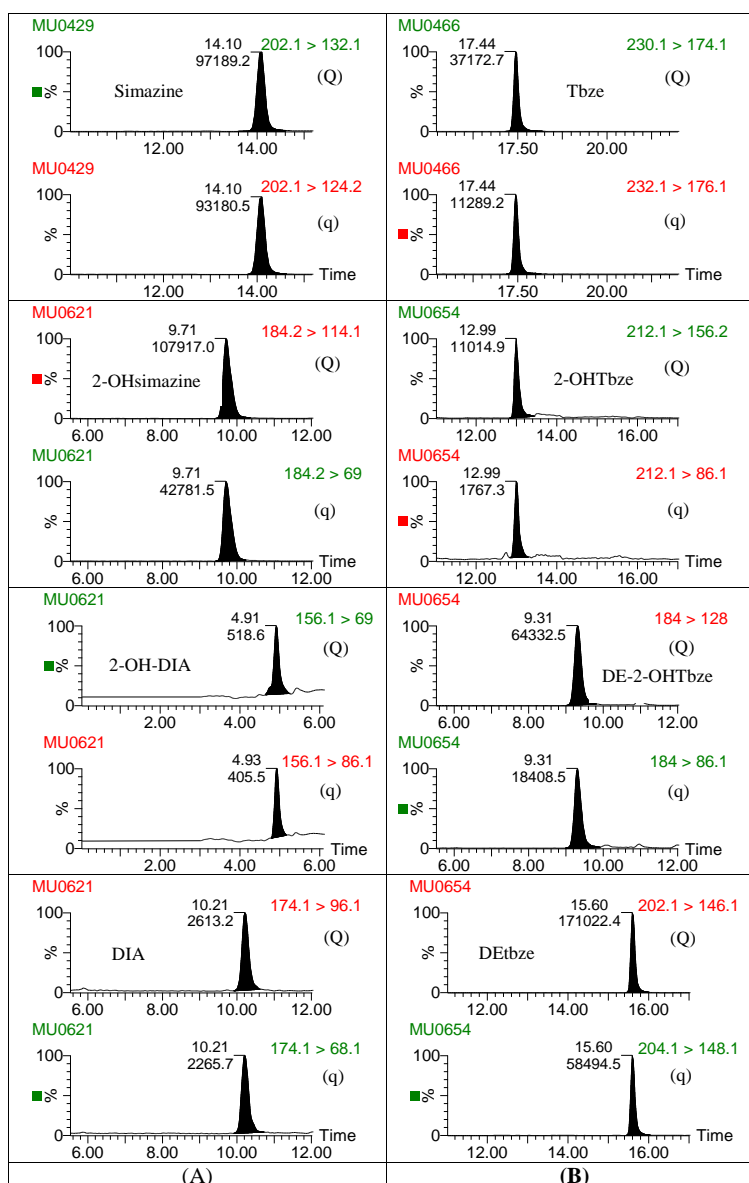 MU0429
14.10
97189.2
202.1 > 132.1
100
Simazine
(Q)
%
0
12.00 14.00
MU0429
14.10
93180.5
202.1 > 124.2
100
(q)
%
0
12.00 14.00 Time
MU0466
17.44
37172.7
230.1 > 174.1
100
Tbze
(Q)
%
0
17.50 20.00
MU0466
17.44
11289.2
232.1 > 176.1
100
(q)
%
0
17.50 20.00 Time
MU0621
9.71
107917.0
184.2 > 114.1
100
2-OHsimazine
(Q)
%
0
6.00 8.00 10.00 12.00
MU0621
9.71
42781.5
184.2 > 69
100
(q)
%
0
6.00 8.00 10.00 12.00 Time
MU0654
12.99
11014.9
212.1 > 156.2
100
2-OHTbze
(Q)
%
0
12.00 14.00 16.00
MU0654
12.99
1767.3
212.1 > 86.1
100
(q)
%
0
12.00 14.00 16.00 Time
MU0621
4.91
518.6
156.1 > 69
100
2-OH-DIA
(Q)
%
0
2.00 4.00 6.00
MU0621
4.93
405.5
156.1 > 86.1
100
(q)
%
0
2.00 4.00 6.00 Time
MU0654
9.31
64332.5
184 > 128
100
(Q)
DE-2-OHTbze
%
0
6.00 8.00 10.00 12.00
MU0654
9.31
18408.5
184 > 86.1
100
(q)
%
0
6.00 8.00 10.00 12.00 Time
MU0621
10.21
2613.2
174.1 > 96.1
100
DIA
(Q)
%
0
6.00 8.00 10.00 12.00
MU0621
10.21
2265.7
174.1 > 68.1
100
(q)
%
0
6.00 8.00 10.00 12.00 Time
MU0654
15.60
171022.4
202.1 > 146.1
100
DEtbze
(Q)
%
0
12.00 14.00 16.00
MU0654
15.60
58494.5
204.1 > 148.1
100
(q)
%
0
12.00 14.00 16.00 Time
(A) (B)